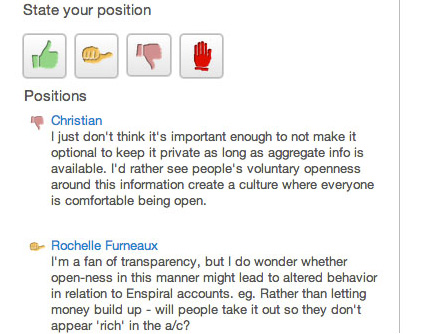 State your position
Positions
Christian
I just don't think it's important enough to not make it
optional to keep it private as long as aggregate info is
available. I'd rather see people's voluntary openness
around this information create a culture where everyone
is comfortable being open.
Rochelle Furneaux
I'm a fan of transparency, but I do wonder whether
open-ness in this manner might lead to altered behavior
in relation to Enspiral accounts. eg. Rather than letting
money build up - will people take it out so they don't
appear 'rich' in the a/c?